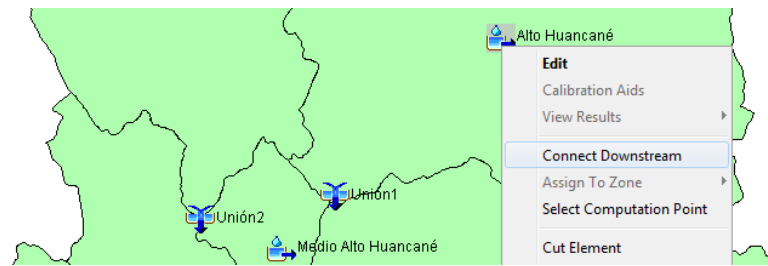 Alto Huancané
Edit
Calibration Aids
View Results
Connect Downstream
Assign To Zone
Select Computation Point
Cut Element
Unión1
Unión2
Medio Alto Huancané